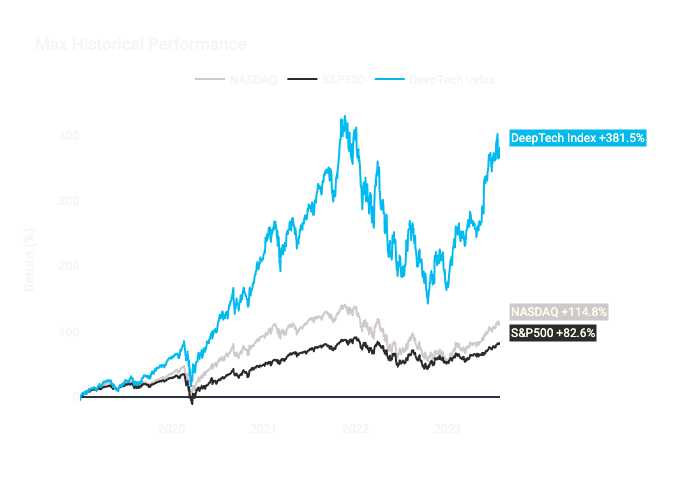 Max Historical Performance
NASDAQ S&P500 DeepTech Index
400
DeepTech Index +381.5%
300
Return (%)
200
NASDAQ +114.8%
100
S&P500 +82.6%
0
2020 2021 2022 2023